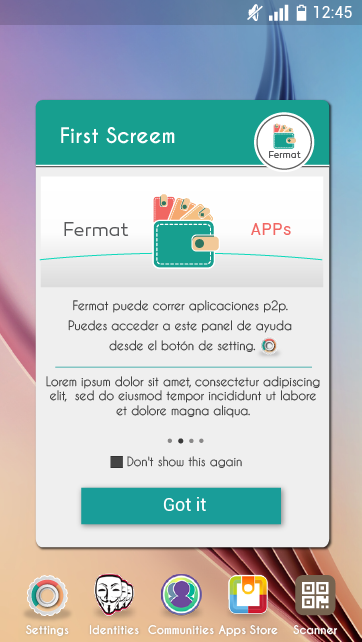 12:45
First Screem
Fermat
Fermat
APPs
Fermat puede correr aplicaciones p2p.
Puedes acceder a este panel de ayuda
desde el botón de setting.
Lorem ipsum dolor sit amet, consectetur adipiscing
elit, sed do eiusmod tempor incididunt ut labore
et dolore magna aliqua.
Don't show this again
Got it
Settings Identities Communities Apps Store Scanner